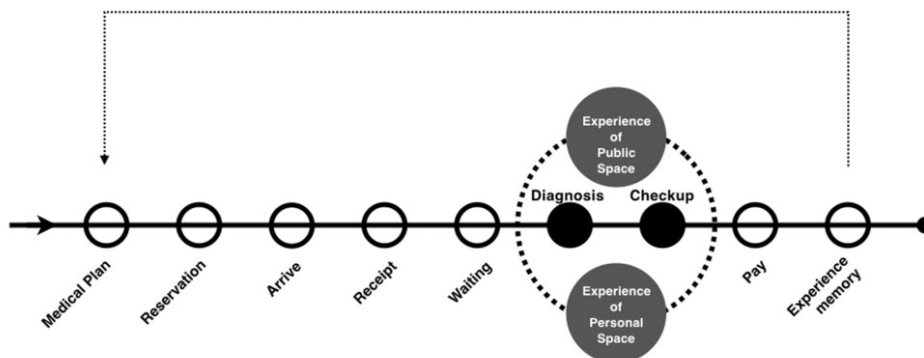 Experience
of
Public
Space
Diagnosis
Checkup
Medical Plan
Reservation
Arrive
Receipt
Waiting
Experience
of
Personal
Space
Pay
Experience
memory